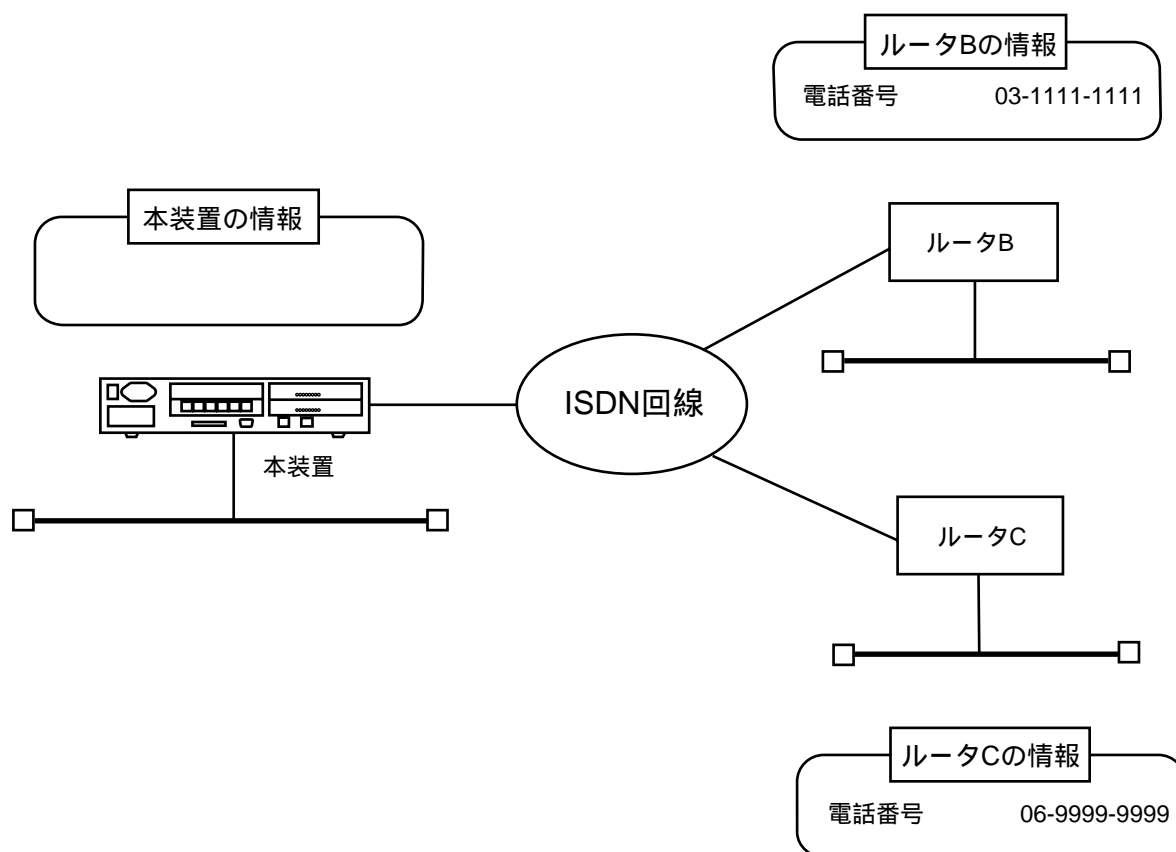 ルータBの情報
電話番号 03-1111-1111
本装置の情報
ルータB
ISDN回線
本装置
ルータC
ルータCの情報
電話番号 06-9999-9999